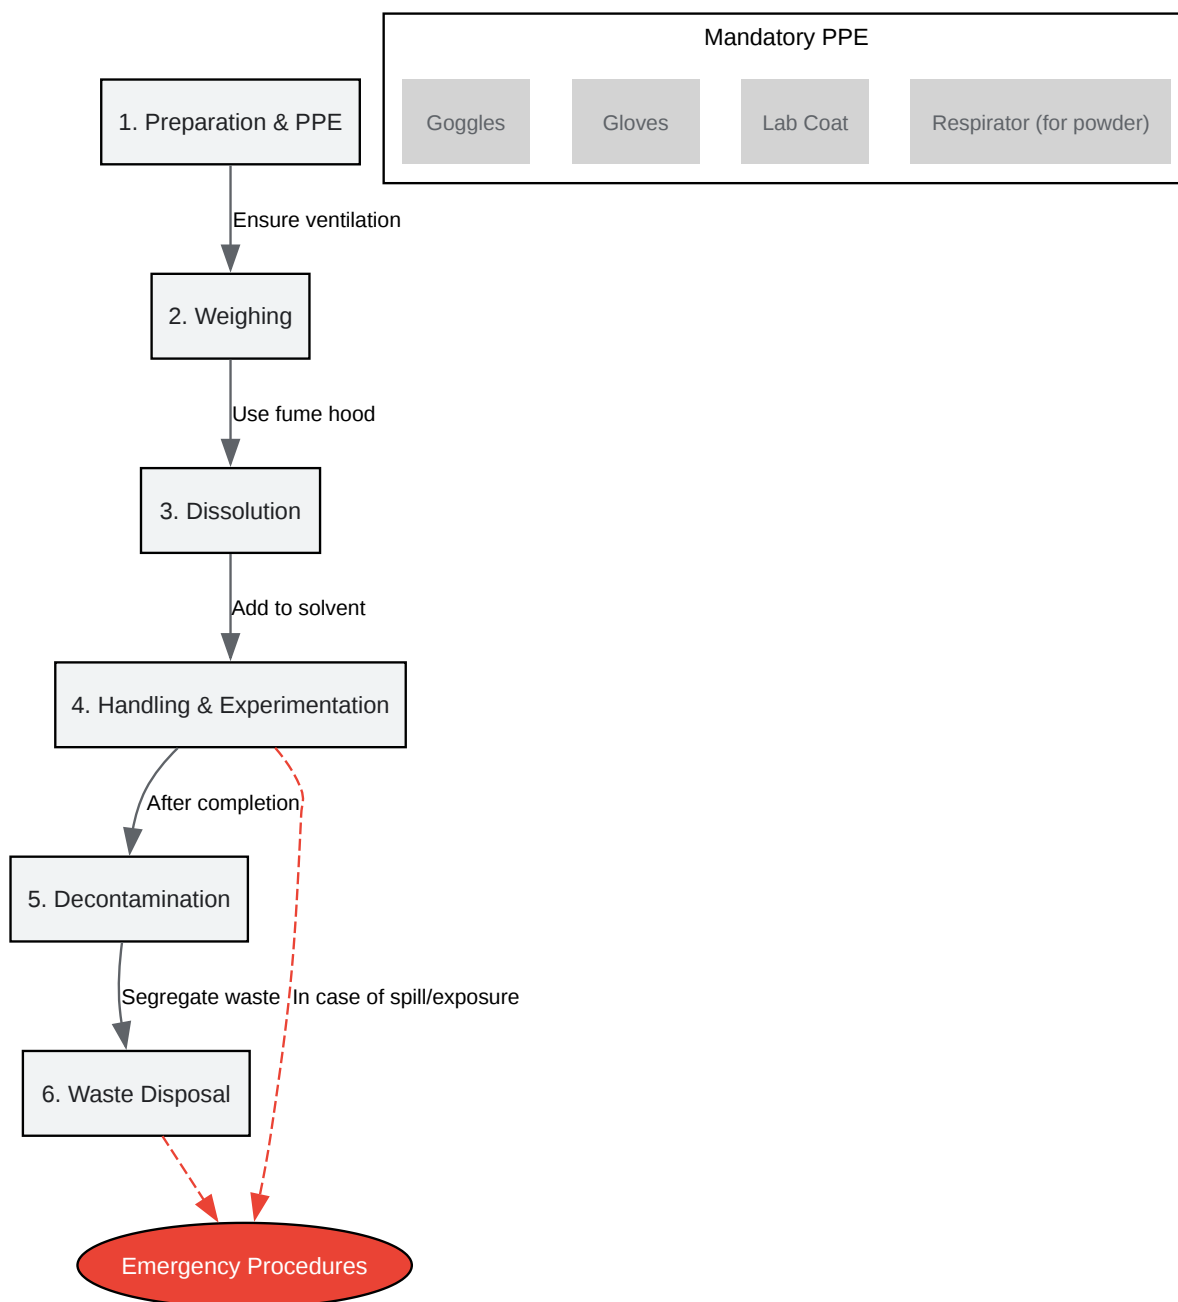 Mandatory PPE
Goggles
Gloves
Lab Coat
Respirator (for powder)
1. Preparation & PPE
Ensure ventilation
2. Weighing
Use fume hood
3. Dissolution
Add to solvent
4. Handling & Experimentation
After completion
5. Decontamination
Segregate waste
In case of spill/exposure
6. Waste Disposal
Emergency Procedures